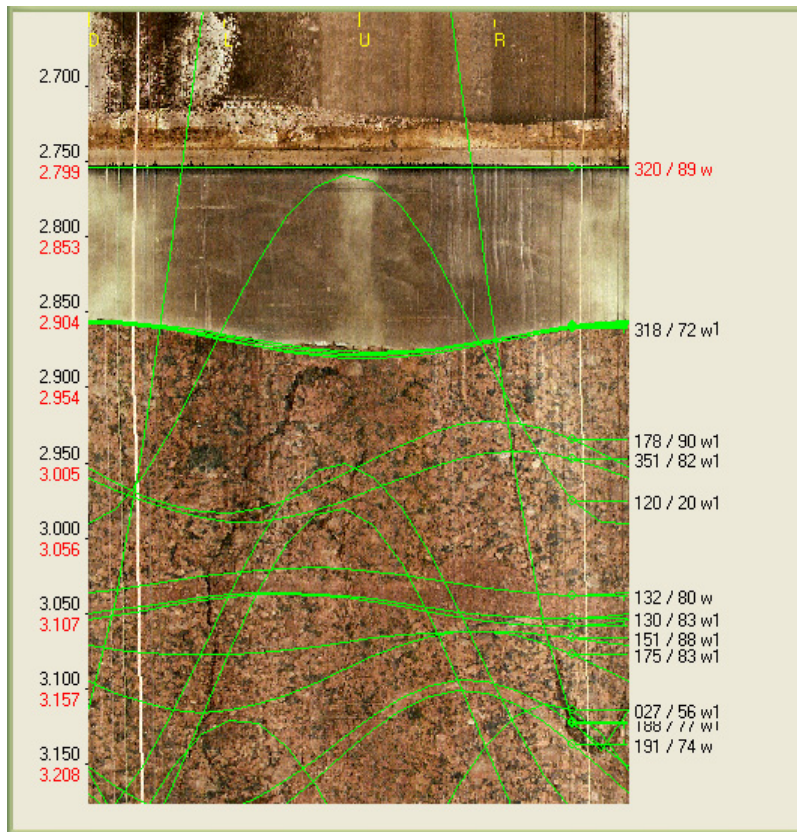 D L U R
2.700
2.750
2.799
320 / 89 w
2.800
2.853
2.850
2.904
318 / 72 w1
2.900
2.954
178 / 90 w1
2.950
351 / 82 w1
3.005
120 / 20 w1
3.000
3.056
132 / 80 w
3.050
3.107
130 / 83 w1
151 / 88 w1
175 / 83 w1
3.100
3.157
027 / 56 w1
188 / 77 w1
191 / 74 w
3.150
3.208